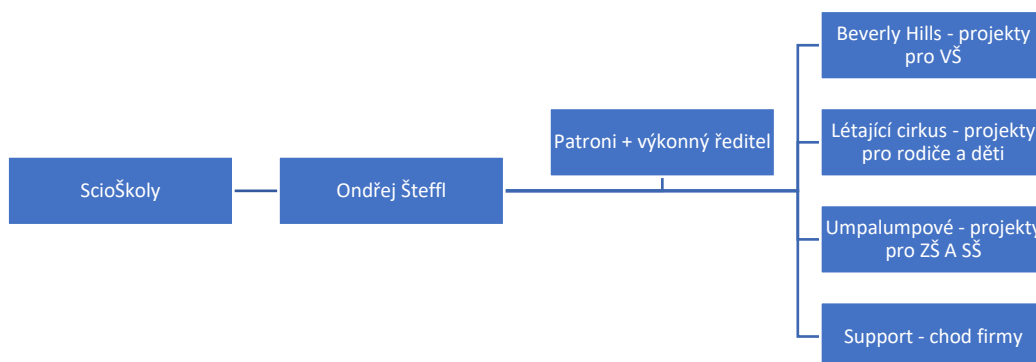 ScioŠkoly
Ondřej Šteffl
Patroni + výkonný ředitel
Beverly Hills - projekty
pro VŠ
Létající cirkus - projekty
pro rodiče a děti
Umpalumpové - projekty
pro ZŠ A SŠ
Support - chod firmy